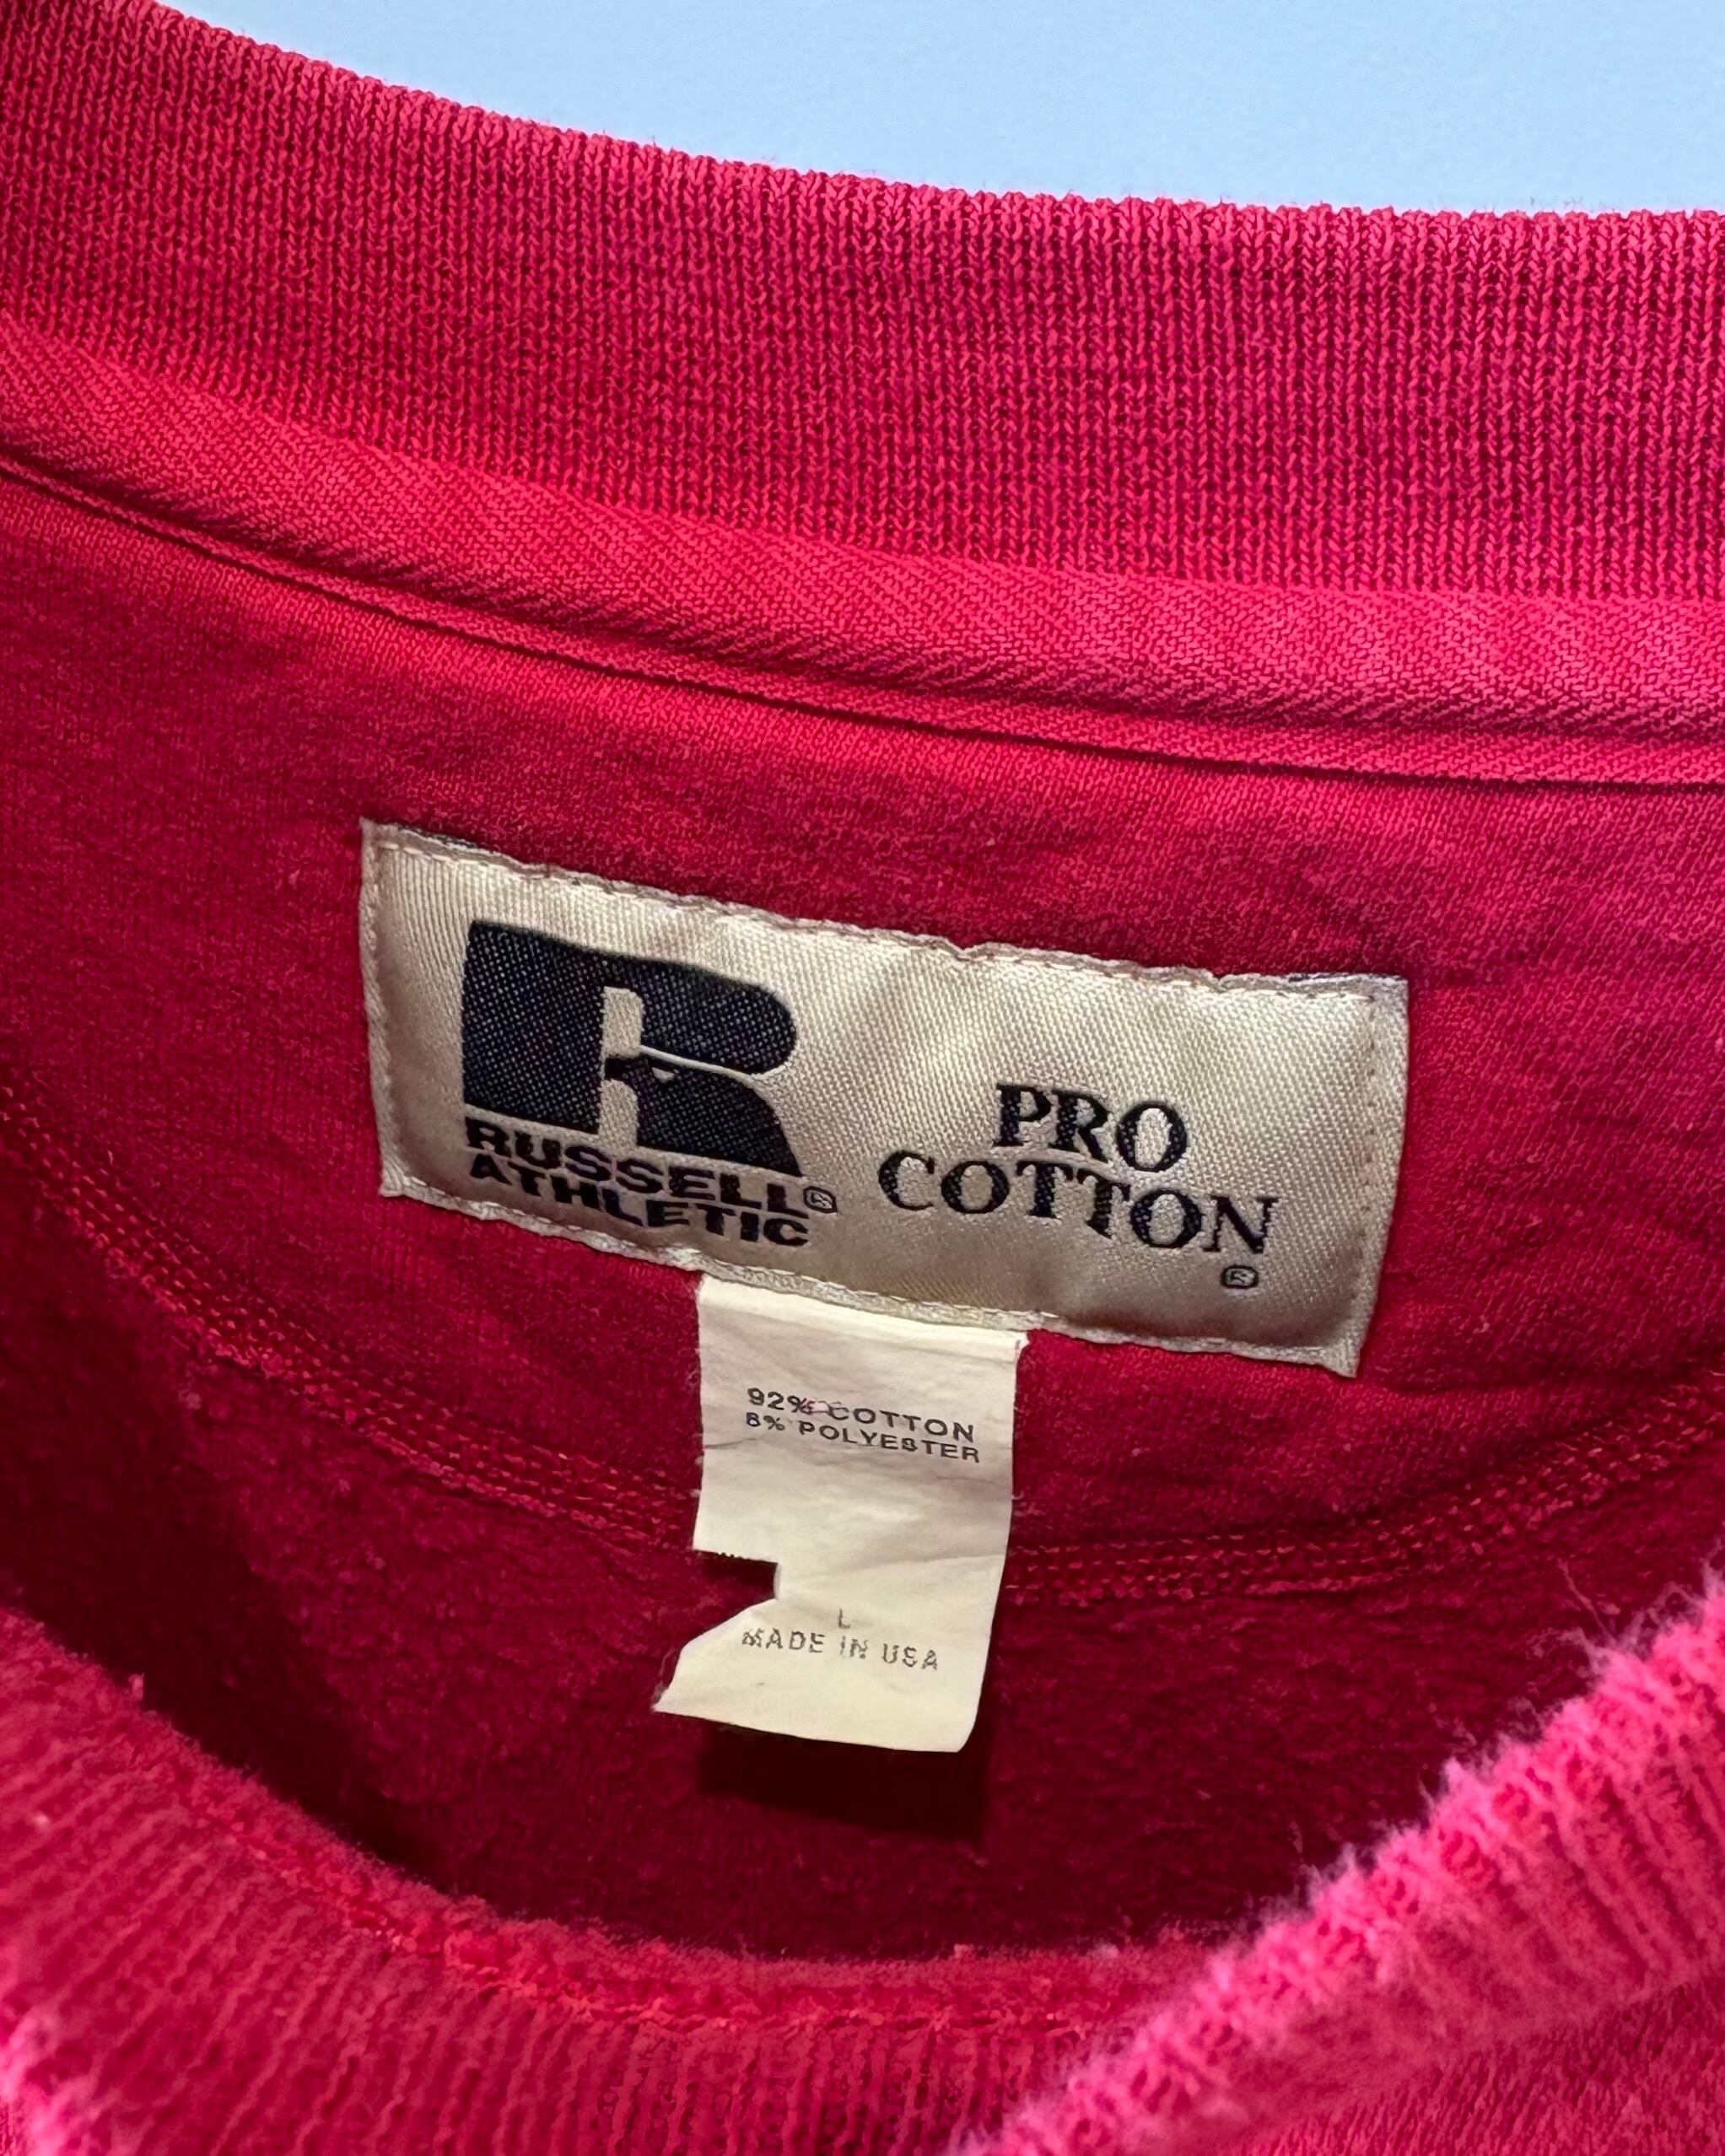 R
RUSSELL®
ATHLETIC
PRO
COTTON
®
92% COTTON
8% POLYESTER
L
MADE IN USA